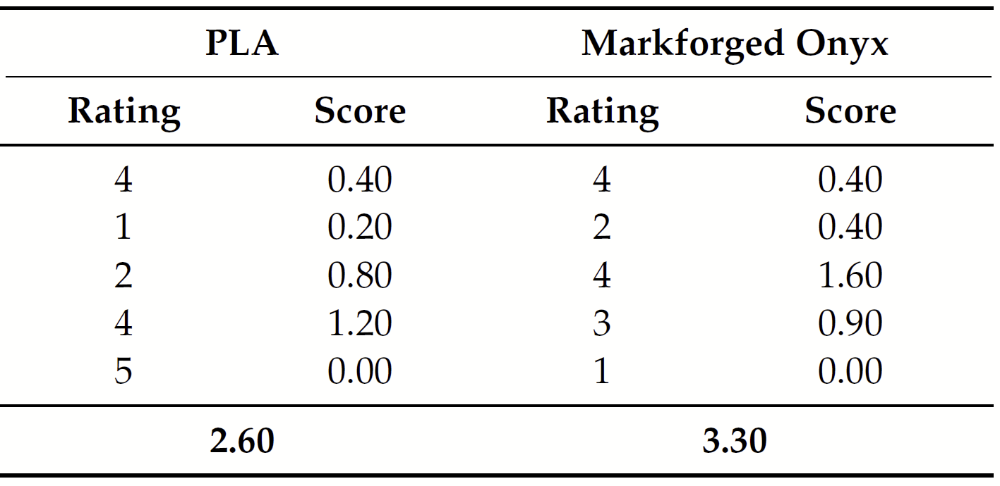 PLA Markforged Onyx
Rating Score Rating Score
4 0.40 4 0.40
1 0.20 2 0.40
2 0.80 4 1.60
4 1.20 3 0.90
5 0.00 1 0.00
2.60 3.30